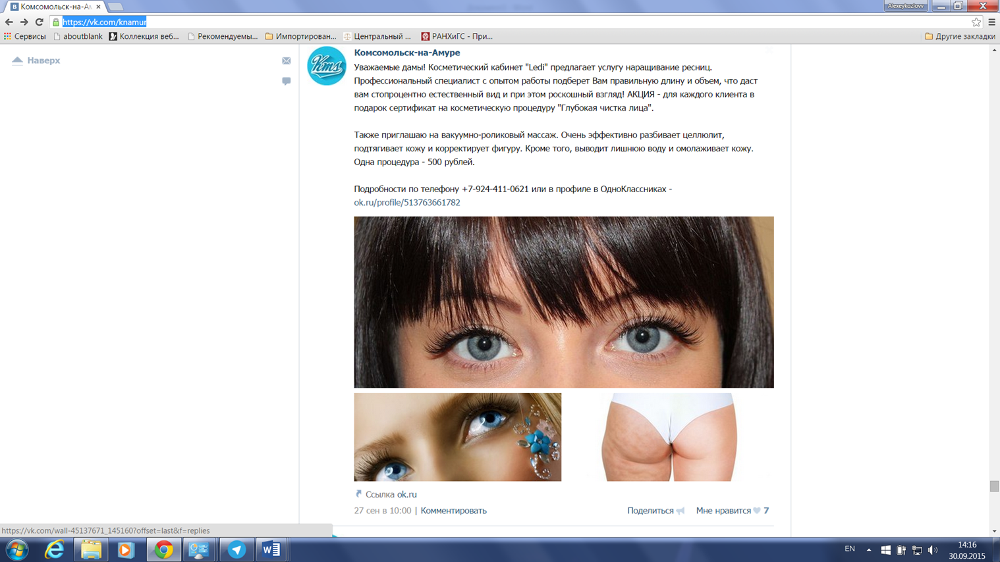 Комсомольск-на-Ам
Alexeykozlovv
https://vk.com/knamur
Сервисы
aboutblank
Коллекция веб...
Рекомендуемы...
Импортирован...
Центральный ...
РАНХиГС - При...
Другие закладки
Наверх
Kms
Комсомольск-на-Амуре
Уважаемые дамы! Косметический кабинет "Ledi" предлагает услугу наращивание ресниц.
Профессиональный специалист с опытом работы подберет Вам правильную длину и объем, что даст
вам стопроцентно естественный вид и при этом роскошный взгляд! АКЦИЯ - для каждого клиента в
подарок сертификат на косметическую процедуру "Глубокая чистка лица".
Также приглашаю на вакуумно-роликовый массаж. Очень эффективно разбивает целлюлит,
подтягивает кожу и корректирует фигуру. Кроме того, выводит лишнюю воду и омолаживает кожу.
Одна процедура - 500 рублей.
Подробности по телефону +7-924-411-0621 или в профиле в ОдноКлассниках -
ok.ru/profile/513763661782
Ссылка ok.ru
27 сен в 10:00 | Комментировать
Поделиться
Мне нравится 7
https://vk.com/wall-45137671_145160?offset=last&f=replies
EN
14:16
30.09.2015